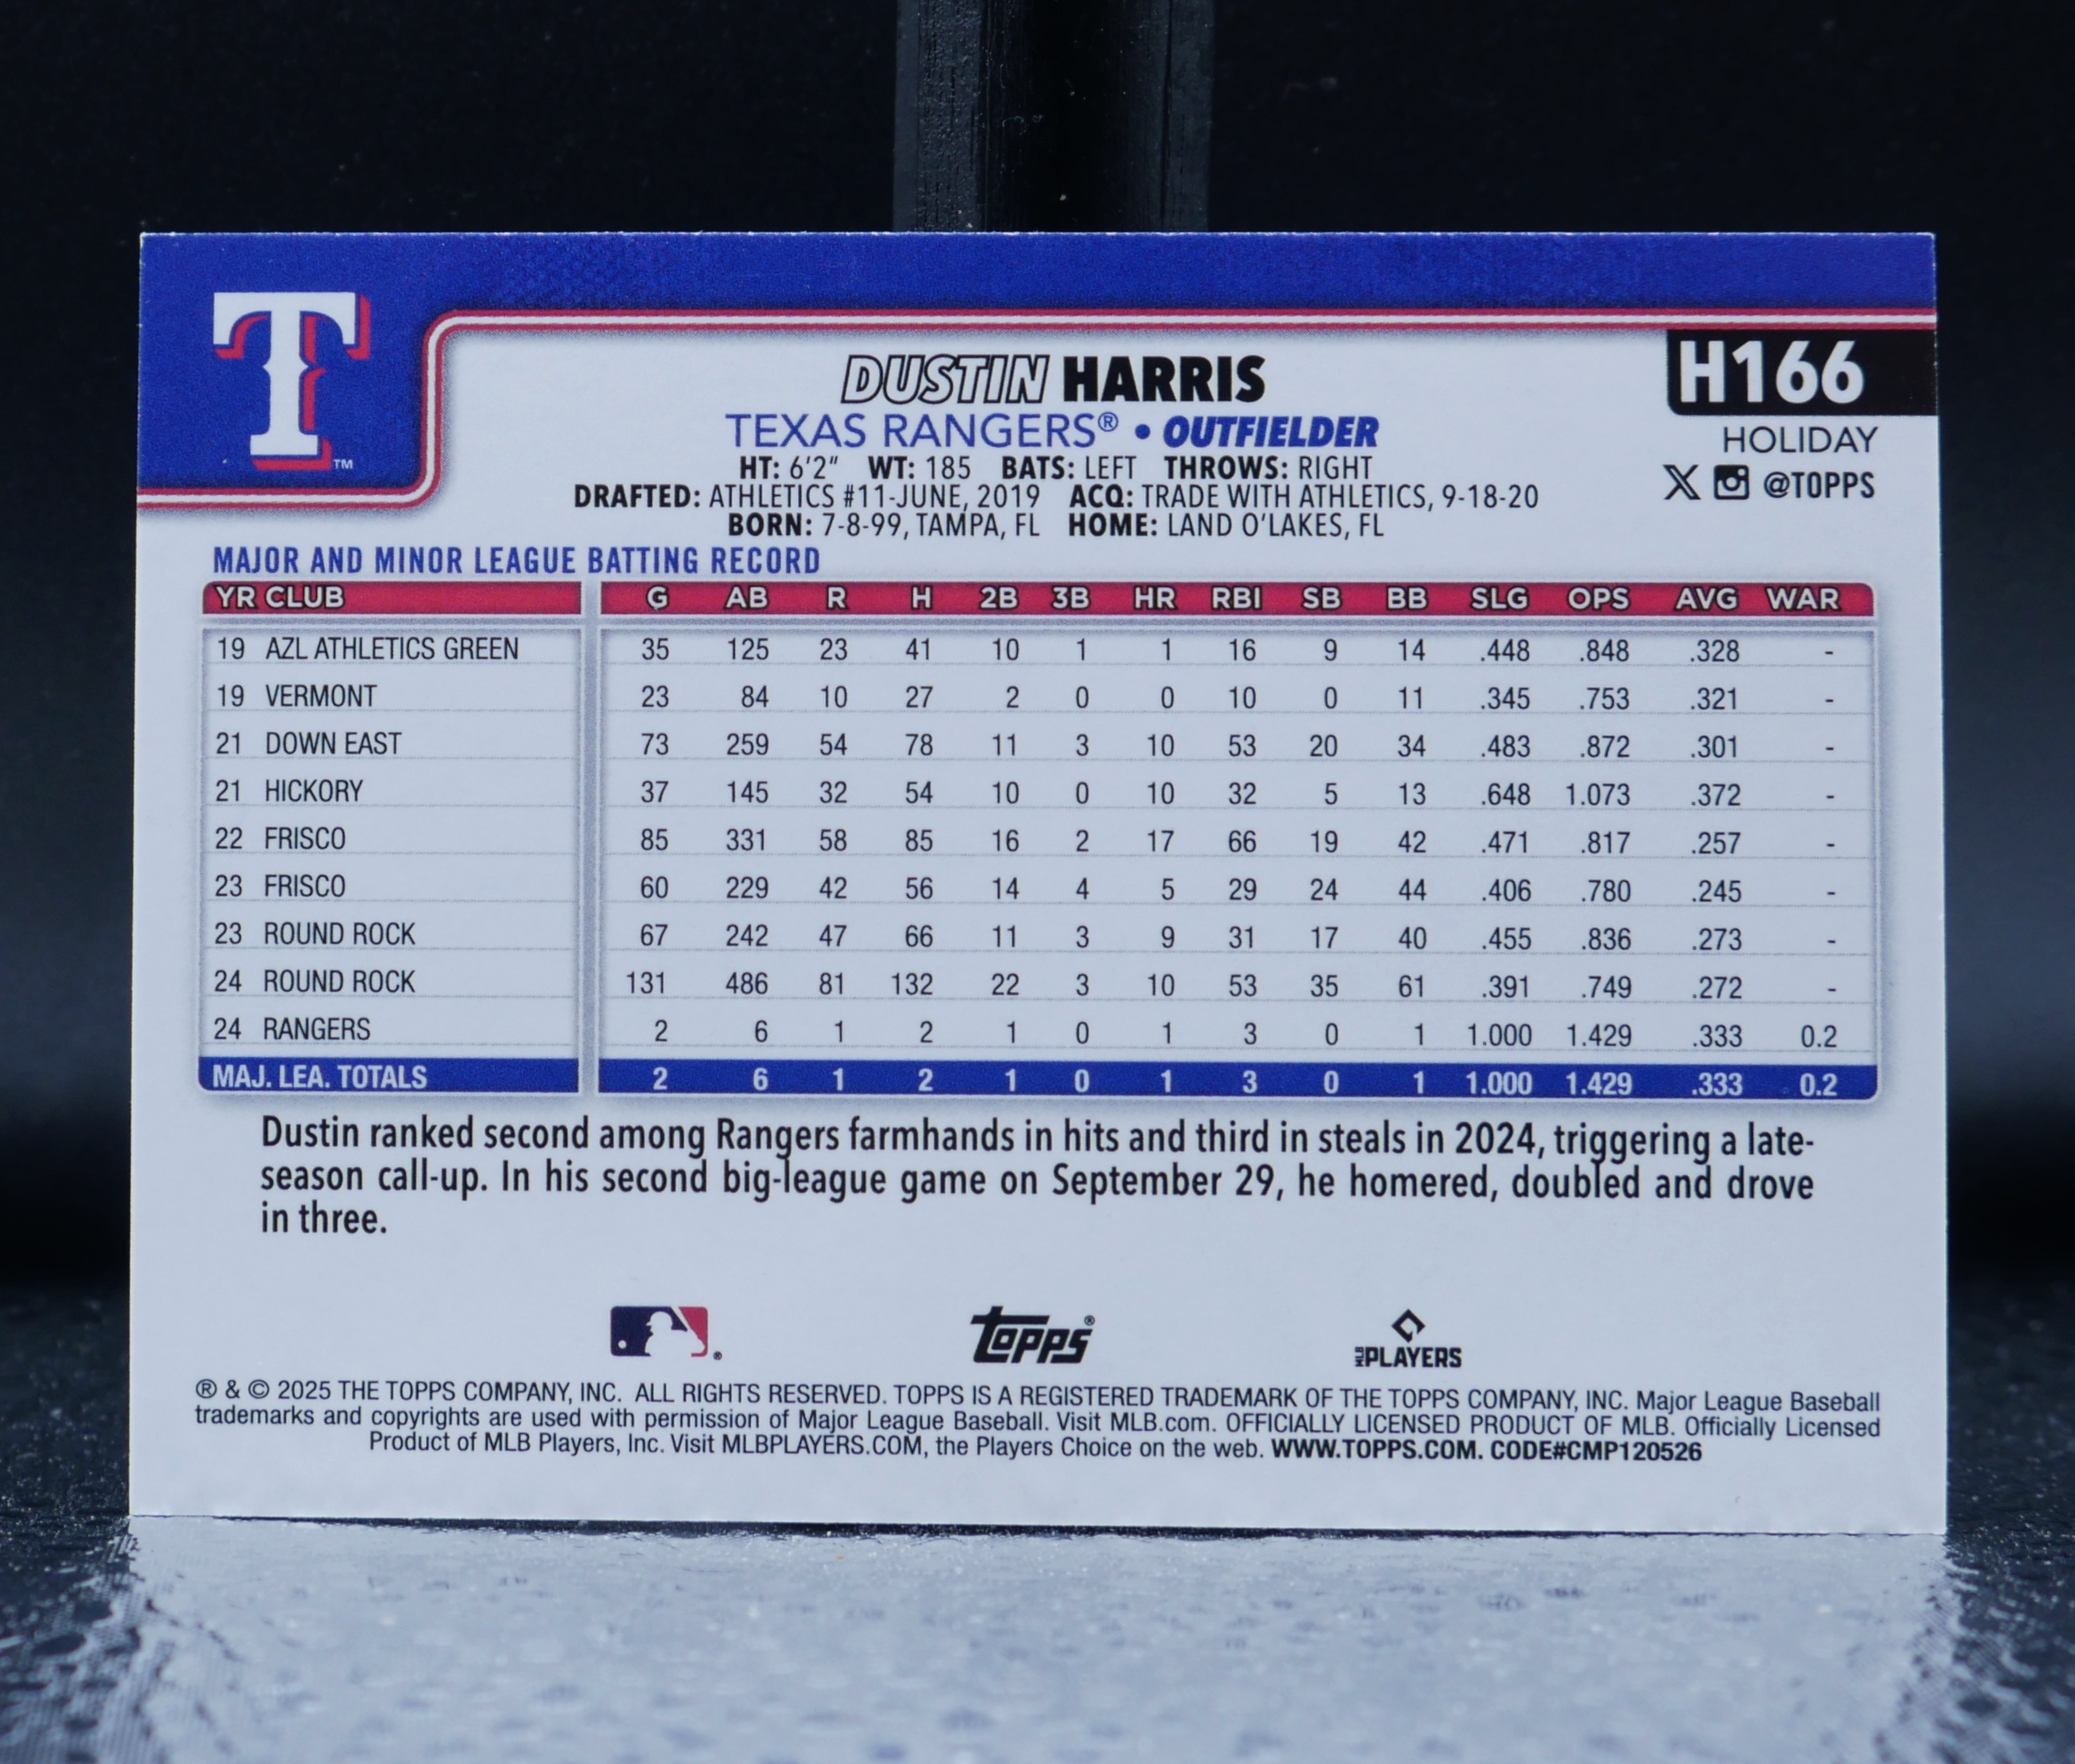 T™
DUSTIN HARRIS
H166
TEXAS RANGERS® • OUTFIELDER
HOLIDAY
HT: 6'2" WT: 185 BATS: LEFT THROWS: RIGHT
X @TOPPS
DRAFTED: ATHLETICS #11-JUNE, 2019 ACQ: TRADE WITH ATHLETICS, 9-18-20
BORN: 7-8-99, TAMPA, FL HOME: LAND O'LAKES, FL
MAJOR AND MINOR LEAGUE BATTING RECORD
YR CLUB G AB R H 2B 3B HR RBI SB BB SLG OPS AVG WAR
19 AZL ATHLETICS GREEN 35 125 23 41 10 1 1 16 9 14 .448 .848 .328 -
19 VERMONT 23 84 10 27 2 0 0 10 0 11 .345 .753 .321 -
21 DOWN EAST 73 259 54 78 11 3 10 53 20 34 .483 .872 .301 -
21 HICKORY 37 145 32 54 10 0 10 32 5 13 .648 1.073 .372 -
22 FRISCO 85 331 58 85 16 2 17 66 19 42 .471 .817 .257 -
23 FRISCO 60 229 42 56 14 4 5 29 24 44 .406 .780 .245 -
23 ROUND ROCK 67 242 47 66 11 3 9 31 17 40 .455 .836 .273 -
24 ROUND ROCK 131 486 81 132 22 3 10 53 35 61 .391 .749 .272 -
24 RANGERS 2 6 1 2 1 0 1 3 0 1 1.000 1.429 .333 0.2
MAJ. LEA. TOTALS 2 6 1 2 1 0 1 3 0 1 1.000 1.429 .333 0.2
Dustin ranked second among Rangers farmhands in hits and third in steals in 2024, triggering a late-
season call-up. In his second big-league game on September 29, he homered, doubled and drove
in three.
® Topps® MLB PLAYERS
® & © 2025 THE TOPPS COMPANY, INC. ALL RIGHTS RESERVED. TOPPS IS A REGISTERED TRADEMARK OF THE TOPPS COMPANY, INC. Major League Baseball
trademarks and copyrights are used with permission of Major League Baseball. Visit MLB.com. OFFICIALLY LICENSED PRODUCT OF MLB. Officially Licensed
Product of MLB Players, Inc. Visit MLBPLAYERS.COM, the Players Choice on the web. WWW.TOPPS.COM. CODE#CMP120526